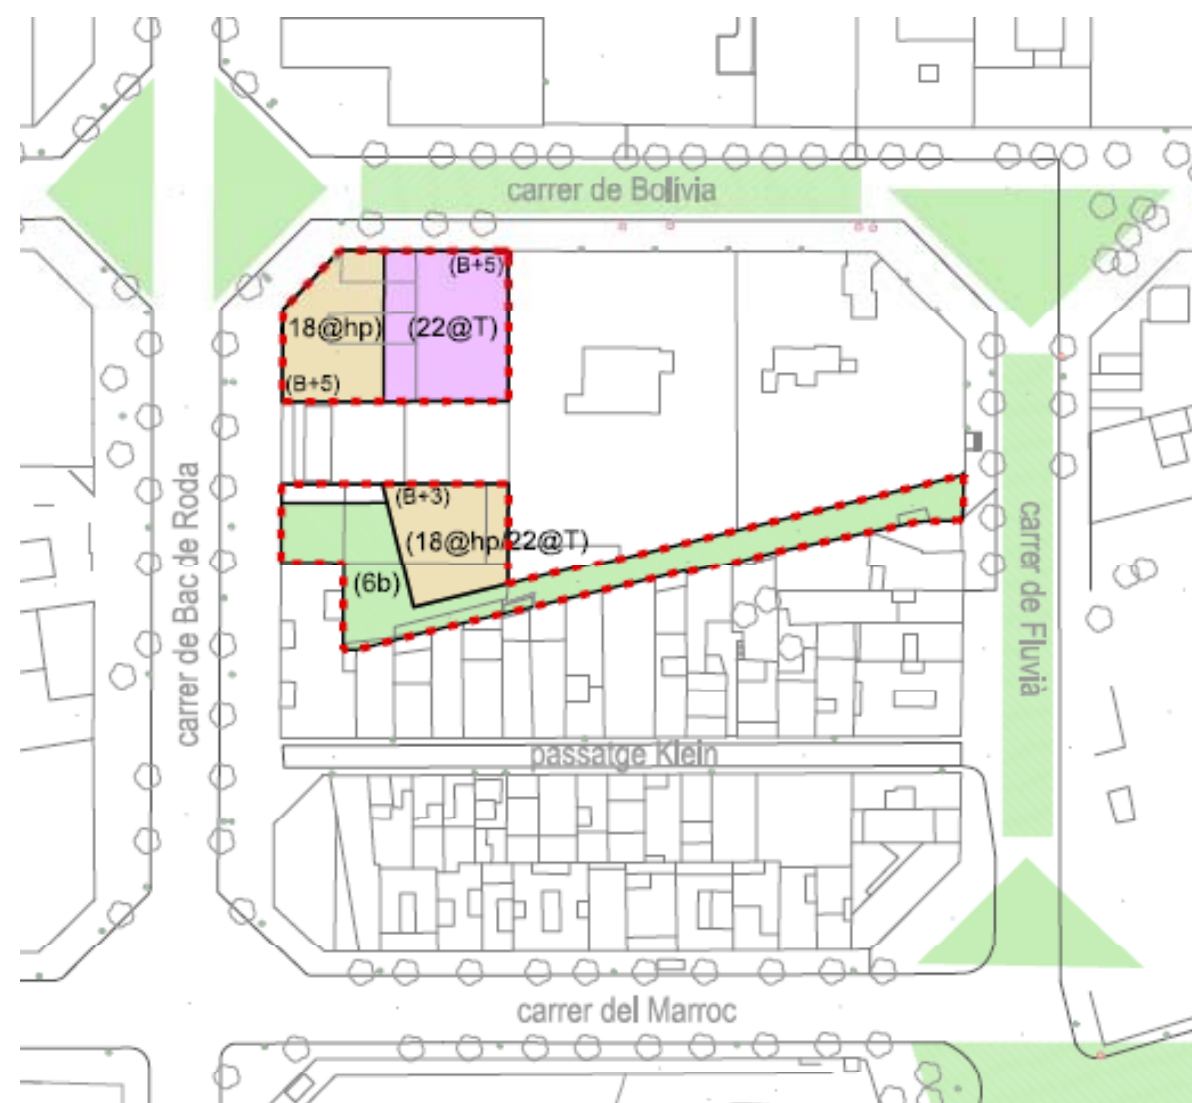 carrer de Bolívia
(B+5)
18@hp)
(22@T)
(B+5)
(B+3)
(18@hp/22@T)
(6b)
carrer de Bac de Roda
carrer de Fluvià
passatge Klein
carrer del Marroc